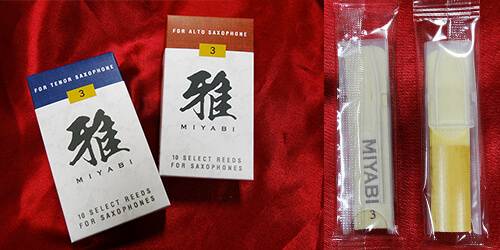 FOR TENOR SAXOPHONE
3
雅
MIYABI
10 SELECT REEDS
FOR SAXOPHONES
FOR ALTO SAXOPHONE
3
雅
MIYABI
10 SELECT REEDS
FOR SAXOPHONES
MIYABI
3